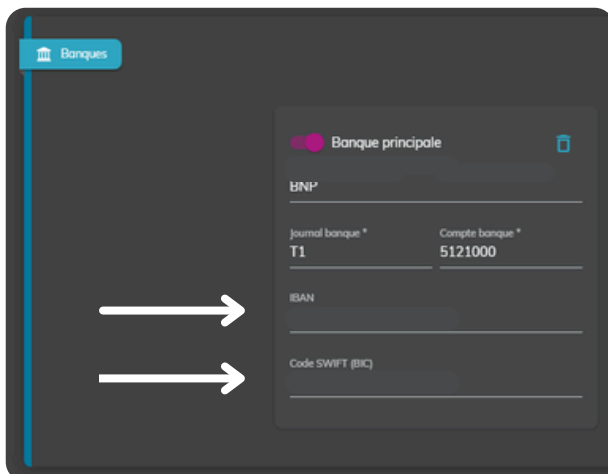 Banques
Banque principale
BNP
Journal banque * Compte banque *
T1 5121000
IBAN
Code SWIFT (BIC)